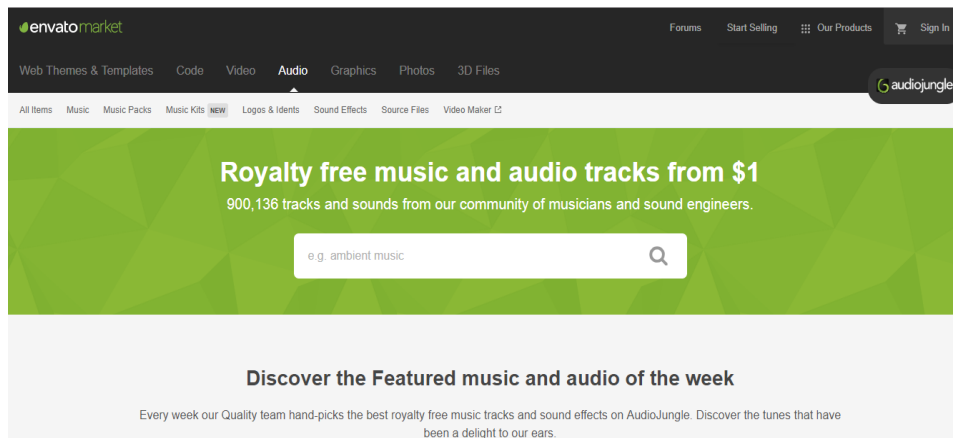 envatomarket
Forums Start Selling Our Products Sign In
Web Themes & Templates Code Video Audio Graphics Photos 3D Files
audiojungle
All Items Music Music Packs Music Kits NEW Logos & Idents Sound Effects Source Files Video Maker
Royalty free music and audio tracks from $1
900,136 tracks and sounds from our community of musicians and sound engineers.
e.g. ambient music
Discover the Featured music and audio of the week
Every week our Quality team hand-picks the best royalty free music tracks and sound effects on AudioJungle. Discover the tunes that have
been a delight to our ears.